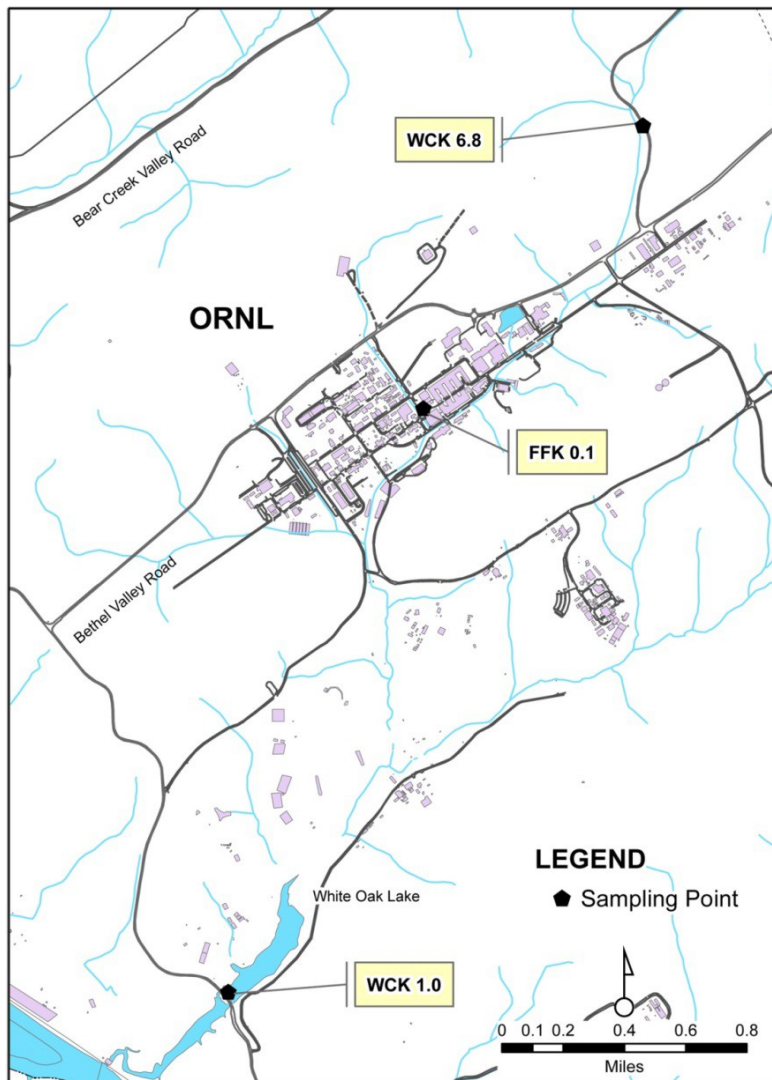 WCK 6.8
Bear Creek Valley Road
ORNL
FFK 0.1
Bethel Valley Road
LEGEND
Sampling Point
White Oak Lake
WCK 1.0
0 0.1 0.2 0.4 0.6 0.8
Miles